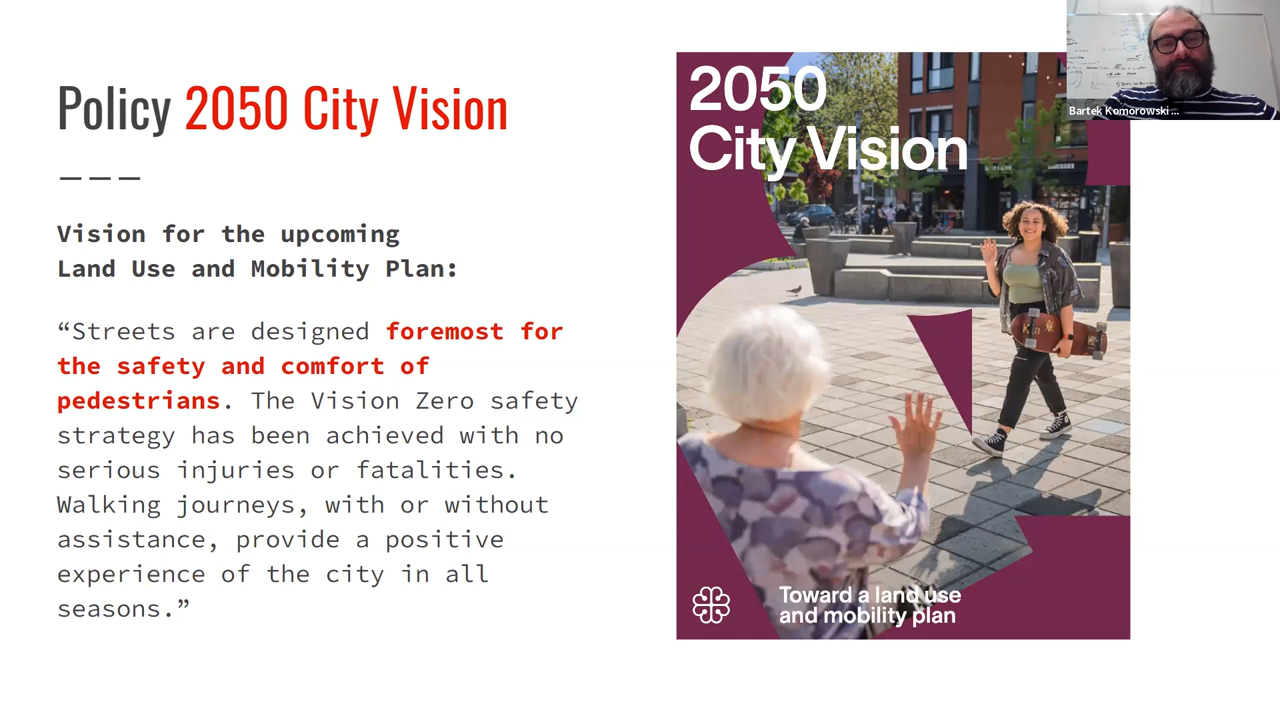 Policy 2050 City Vision
Vision for the upcoming
Land Use and Mobility Plan:
“Streets are designed foremost for
the safety and comfort of
pedestrians. The Vision Zero safety
strategy has been achieved with no
serious injuries or fatalities.
Walking journeys, with or without
assistance, provide a positive
experience of the city in all
seasons.”
2050
City Vision
Toward a land use
and mobility plan
Bartek Komorowski ...